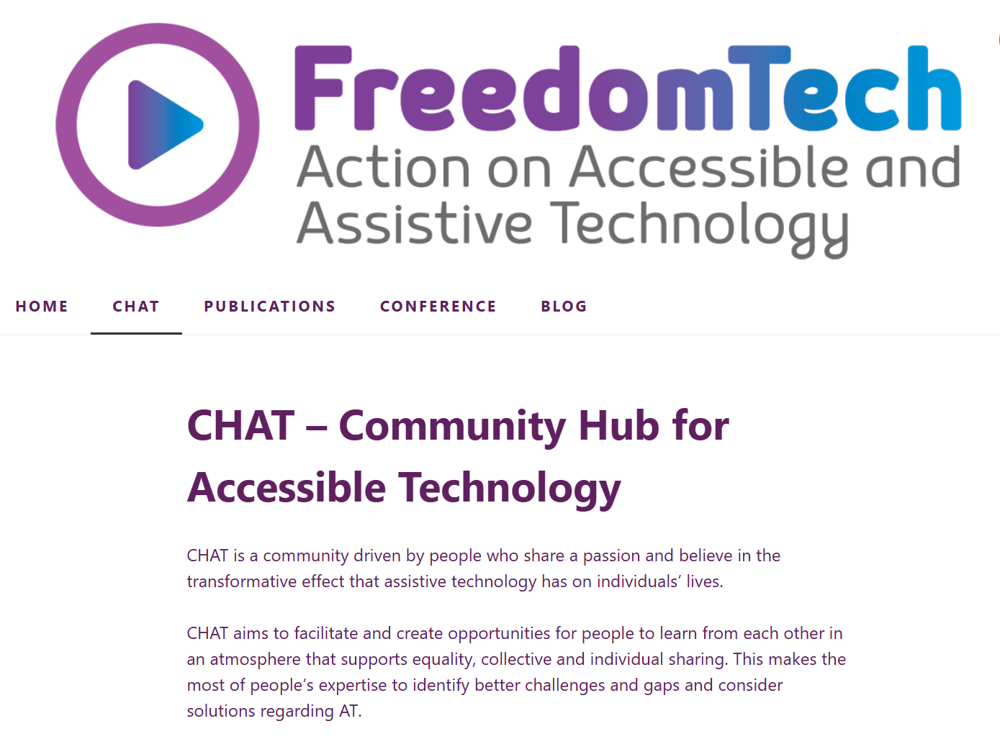 FreedomTech
Action on Accessible and
Assistive Technology
HOME CHAT PUBLICATIONS CONFERENCE BLOG
CHAT – Community Hub for
Accessible Technology
CHAT is a community driven by people who share a passion and believe in the
transformative effect that assistive technology has on individuals’ lives.
CHAT aims to facilitate and create opportunities for people to learn from each other in
an atmosphere that supports equality, collective and individual sharing. This makes the
most of people’s expertise to identify better challenges and gaps and consider
solutions regarding AT.